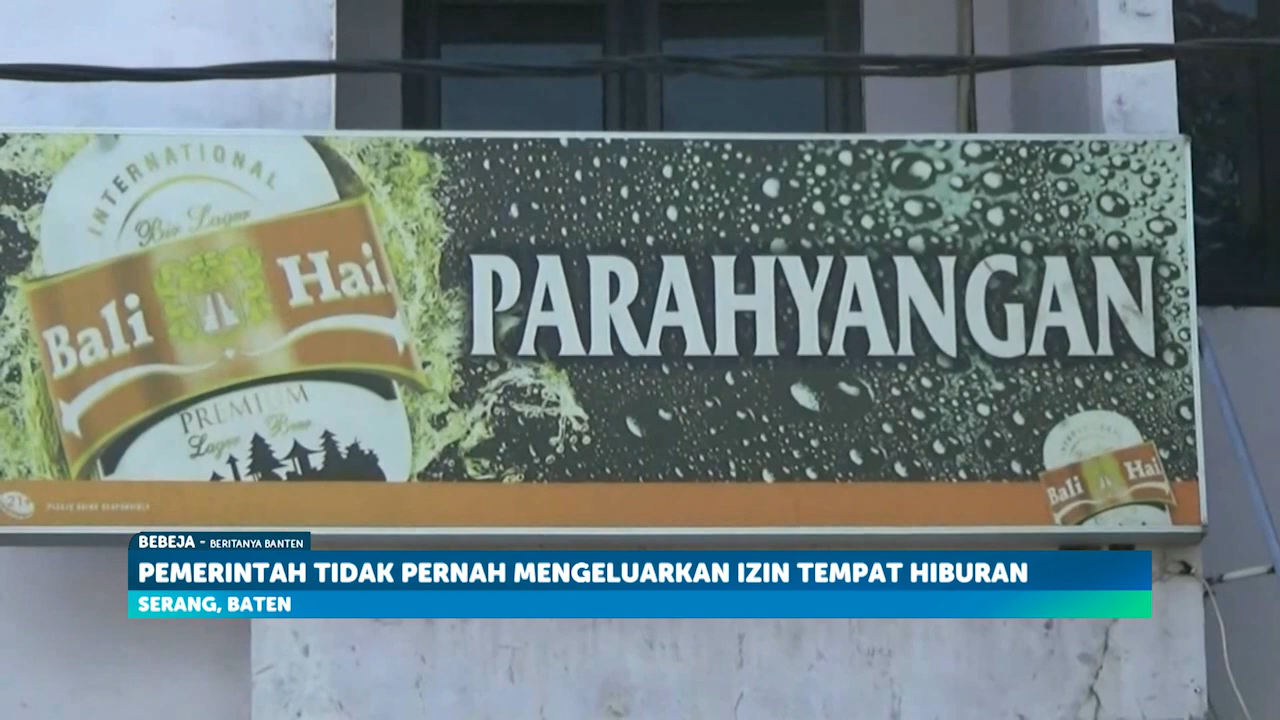 INTERNATIONAL
Bir Lager
Bali Hai
PREMIUM
Lager Beer
PARAHYANGAN
Bali Hai
21+
BEBEJA - BERITANYA BANTEN
PEMERINTAH TIDAK PERNAH MENGELUARKAN IZIN TEMPAT HIBURAN
SERANG, BATEN